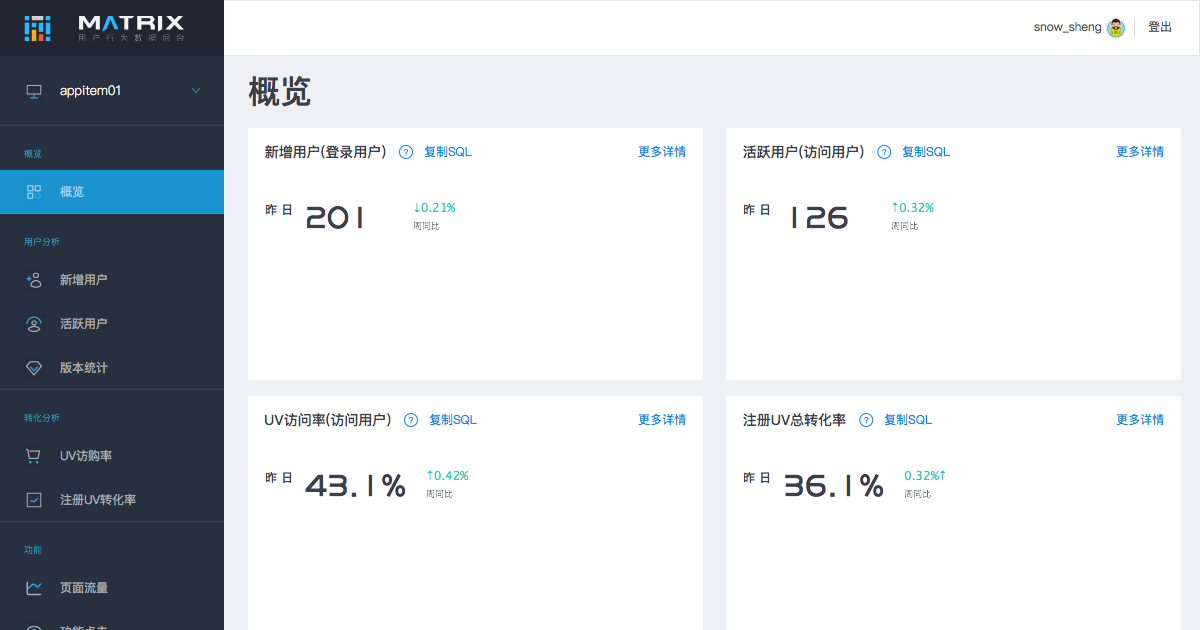 MATRIX
用户行为数据后台
snow_sheng
登出
appitem01
概览
概览
用户分析
新增用户
活跃用户
版本统计
转化分析
UV访购率
注册UV转化率
功能
页面流量
概览
新增用户(登录用户) ? 复制SQL 更多详情
昨日 201 ↓0.21%
周同比
活跃用户(访问用户) ? 复制SQL 更多详情
昨日 126 ↑0.32%
周同比
UV访问率(访问用户) ? 复制SQL 更多详情
昨日 43.1% ↑0.42%
周同比
注册UV总转化率 ? 复制SQL 更多详情
昨日 36.1% 0.32%↑
周同比